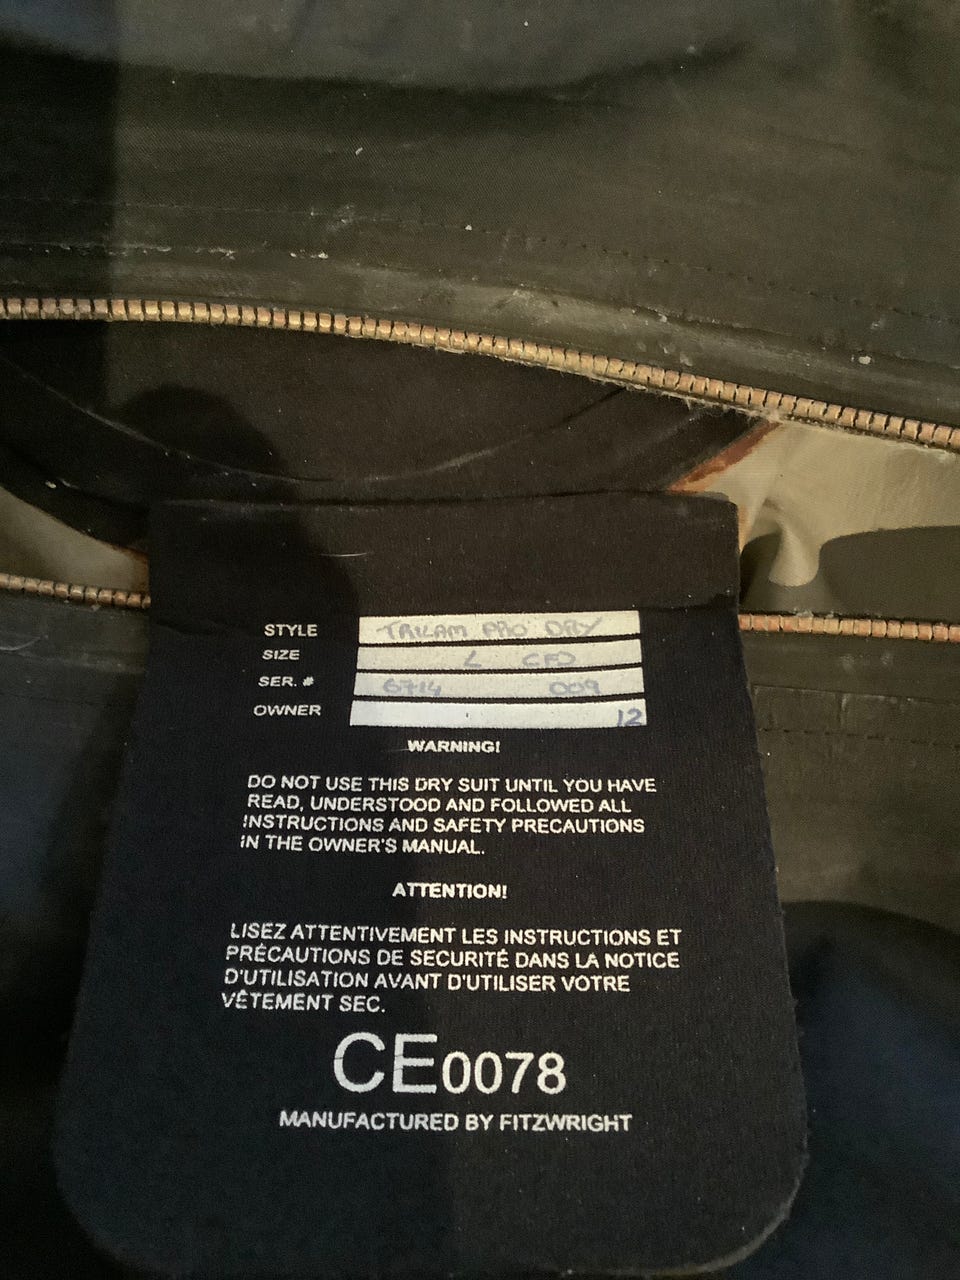 STYLE TRILAM PRO DRY
SIZE L CFD
SER. # 6714 009
OWNER 12
WARNING!
DO NOT USE THIS DRY SUIT UNTIL YOU HAVE
READ, UNDERSTOOD AND FOLLOWED ALL
INSTRUCTIONS AND SAFETY PRECAUTIONS
IN THE OWNER'S MANUAL.
ATTENTION!
LISEZ ATTENTIVEMENT LES INSTRUCTIONS ET
PRÉCAUTIONS DE SECURITÉ DANS LA NOTICE
D'UTILISATION AVANT D'UTILISER VOTRE
VÊTEMENT SEC.
CE0078
MANUFACTURED BY FITZWRIGHT